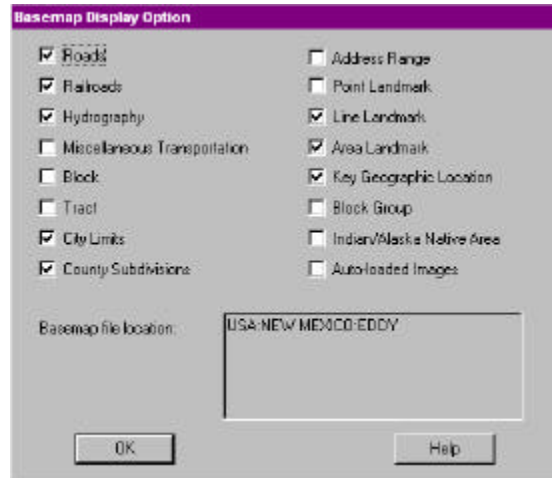 Basemap Display Option
Roads
Railroads
Hydrography
Miscellaneous Transportation
Block
Tract
City Limits
County Subdivisions
Address Range
Point Landmark
Line Landmark
Area Landmark
Key Geographic Location
Block Group
Indian/Alaska Native Area
Auto-loaded Images
Basemap file location:
USA:NEW MEXICO:EDDY
OK
Help